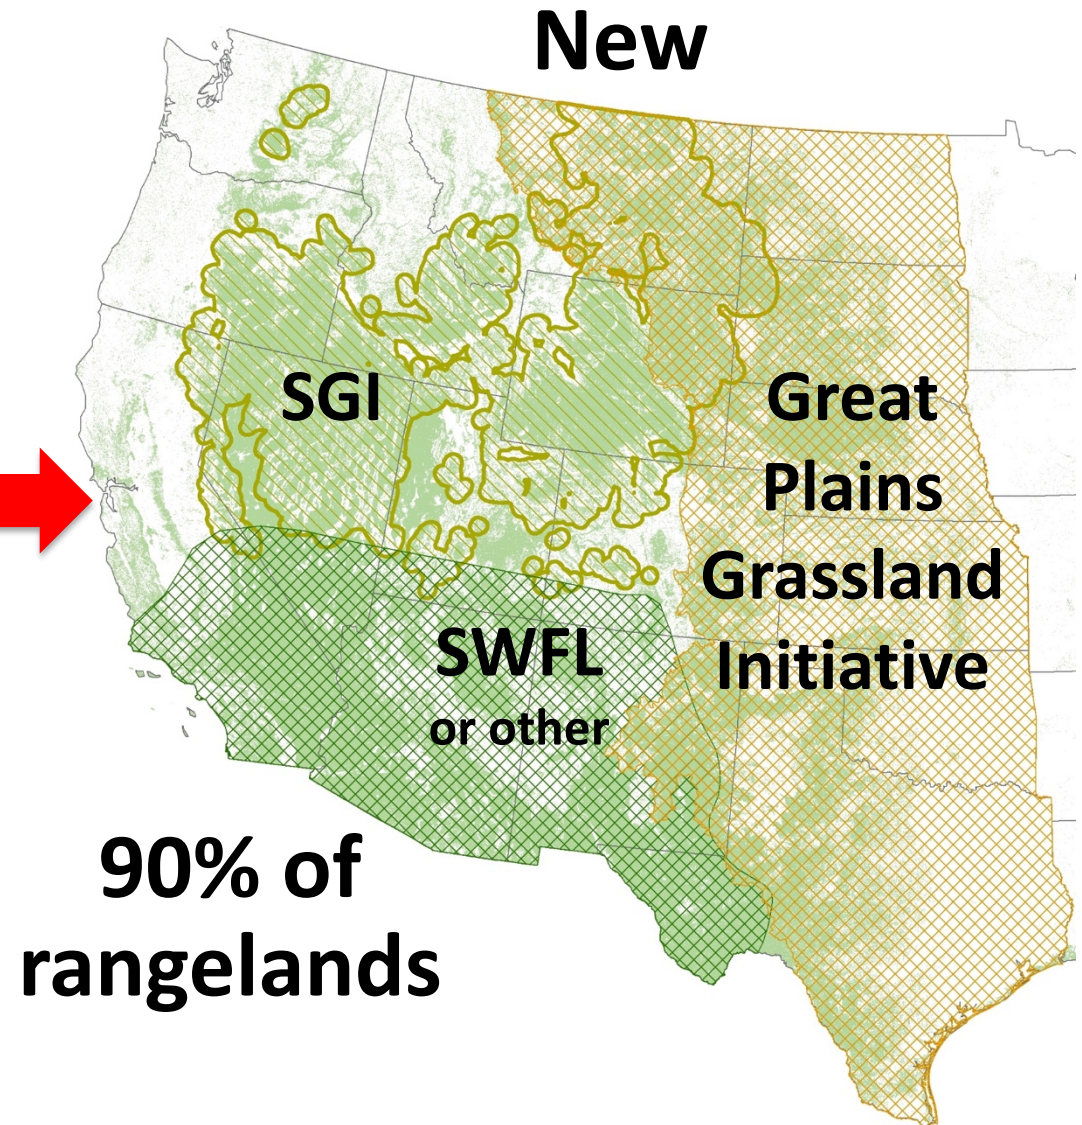 New
SGI
Great
Plains
Grassland
Initiative
SWFL
or other
90% of
rangelands